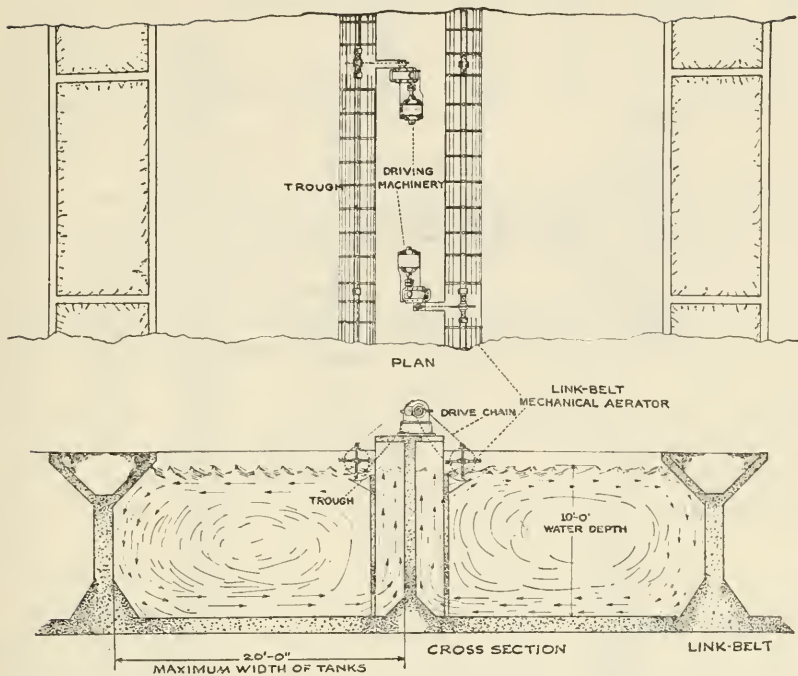 TROUGH
DRIVING
MACHINERY
PLAN
LINK-BELT
MECHANICAL AERATOR
DRIVE CHAIN
TROUGH
10'-0"
WATER DEPTH
20'-0"
MAXIMUM WIDTH OF TANKS
CROSS SECTION
LINK-BELT